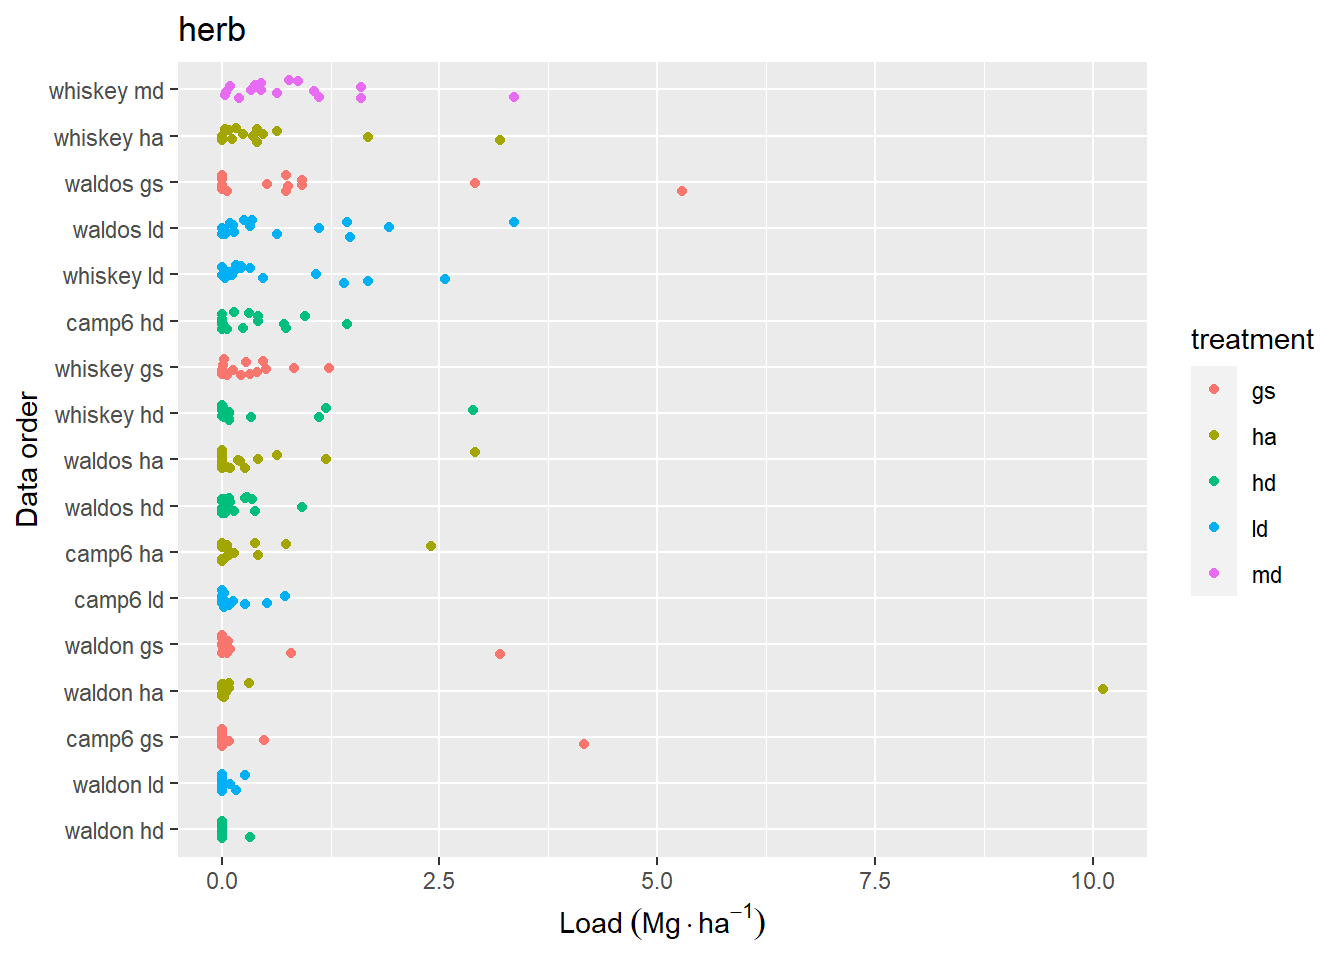 herb
whiskey md
whiskey ha
waldos gs
waldos ld
whiskey ld
camp6 hd
whiskey gs
whiskey hd
waldos ha
waldos hd
camp6 ha
camp6 ld
waldon gs
waldon ha
camp6 gs
waldon ld
waldon hd
Data order
0.0 2.5 5.0 7.5 10.0
Load (Mg·ha⁻¹)
treatment
gs
ha
hd
ld
md